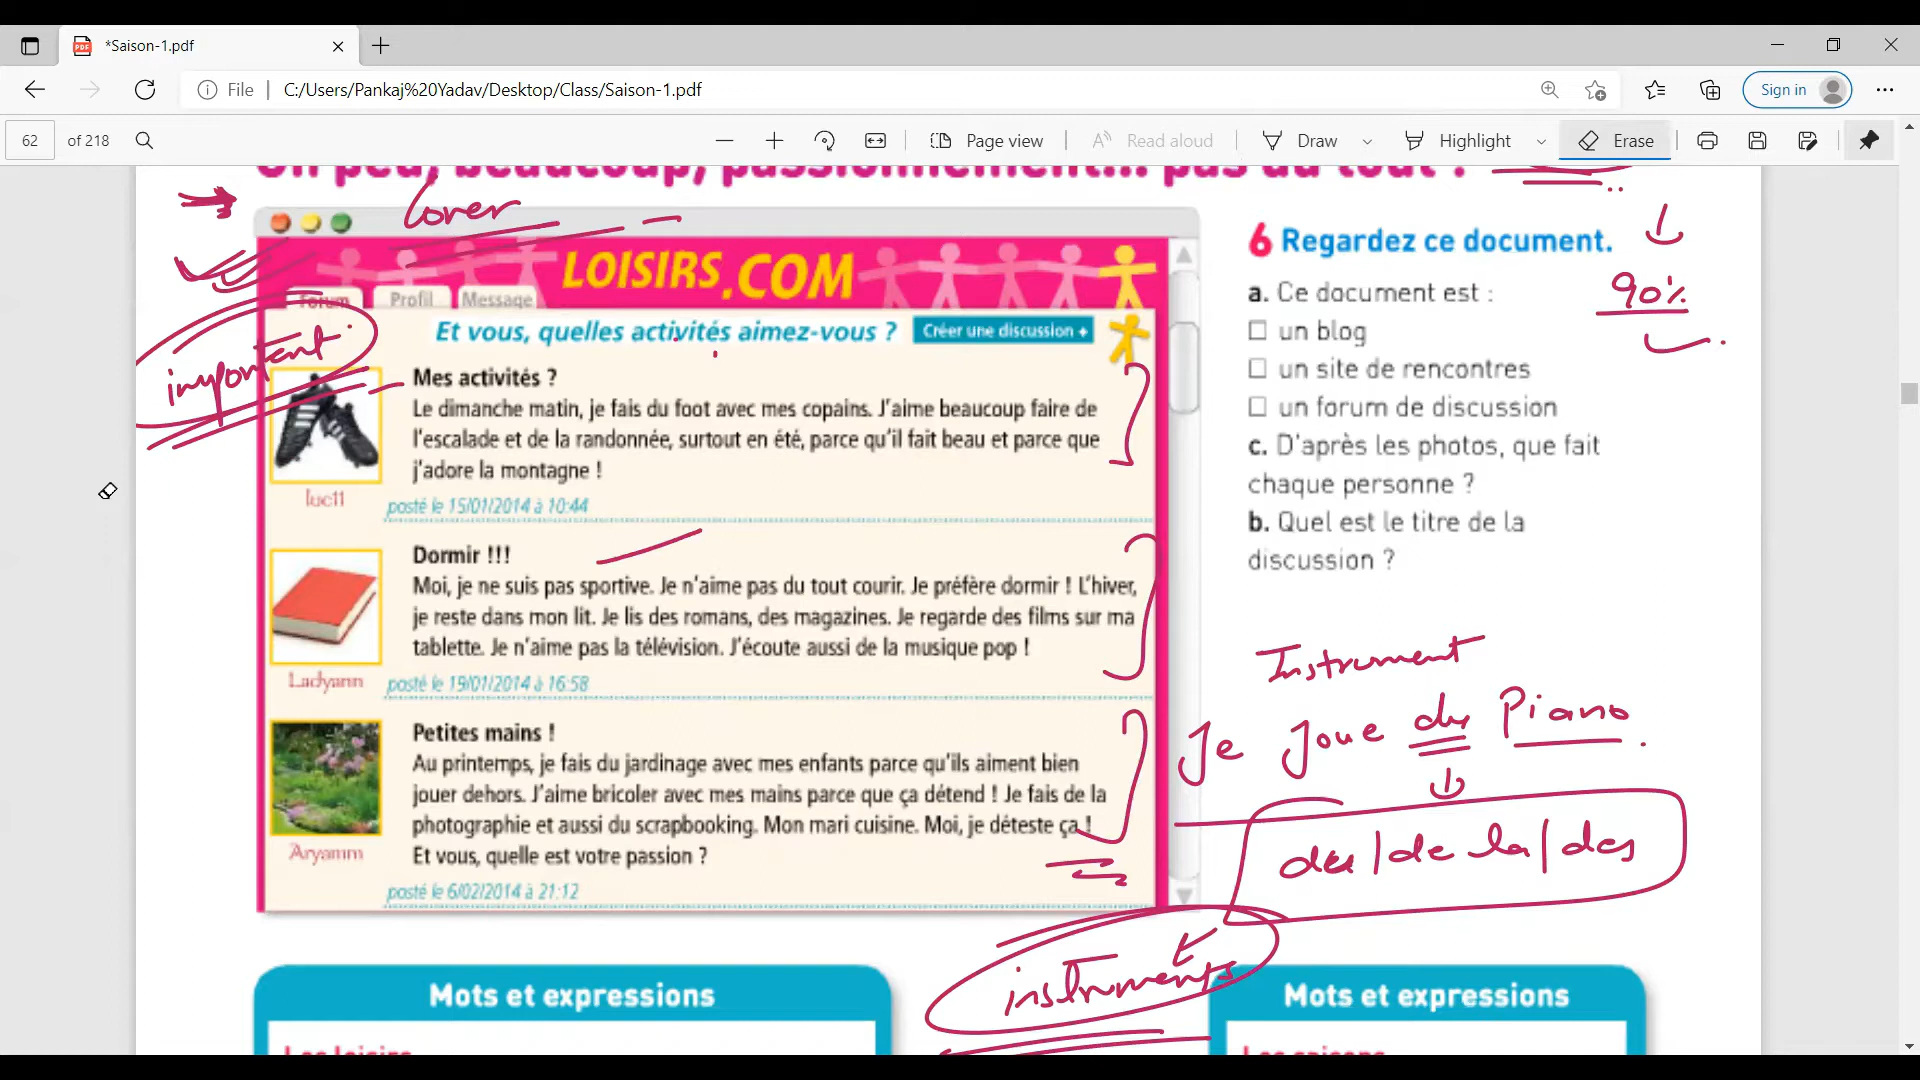 *Saison-1.pdf
File C:/Users/Pankaj%20Yadav/Desktop/Class/Saison-1.pdf
Sign in
62 of 218
Page view
Read aloud
Draw
Highlight
Erase
Un peu, beaucoup, passionnément... pas du tout !
LOISIRS.COM
Forum Profil Message
Et vous, quelles activités aimez-vous ? Créer une discussion +
important
Mes activités ?
Le dimanche matin, je fais du foot avec mes copains. J'aime beaucoup faire de
l'escalade et de la randonnée, surtout en été, parce qu'il fait beau et parce que
j'adore la montagne !
luc11
posté le 15/01/2014 à 10:44
Dormir !!!
Moi, je ne suis pas sportive. Je n'aime pas du tout courir. Je préfère dormir ! L'hiver,
je reste dans mon lit. Je lis des romans, des magazines. Je regarde des films sur ma
tablette. Je n'aime pas la télévision. J'écoute aussi de la musique pop !
Ladyann
posté le 19/01/2014 à 16:58
Petites mains !
Au printemps, je fais du jardinage avec mes enfants parce qu'ils aiment bien
jouer dehors. J'aime bricoler avec mes mains parce que ça détend ! Je fais de la
photographie et aussi du scrapbooking. Mon mari cuisine. Moi, je déteste ça !
Et vous, quelle est votre passion ?
Aryamm
posté le 6/02/2014 à 21:12
6 Regardez ce document.
90%
a. Ce document est :
☐ un blog
☐ un site de rencontres
☐ un forum de discussion
c. D'après les photos, que fait
chaque personne ?
b. Quel est le titre de la
discussion ?
Instrument
Je joue du Piano
du / de la / des
instruments
Mots et expressions
Les loisirs
Mots et expressions
Les saisons